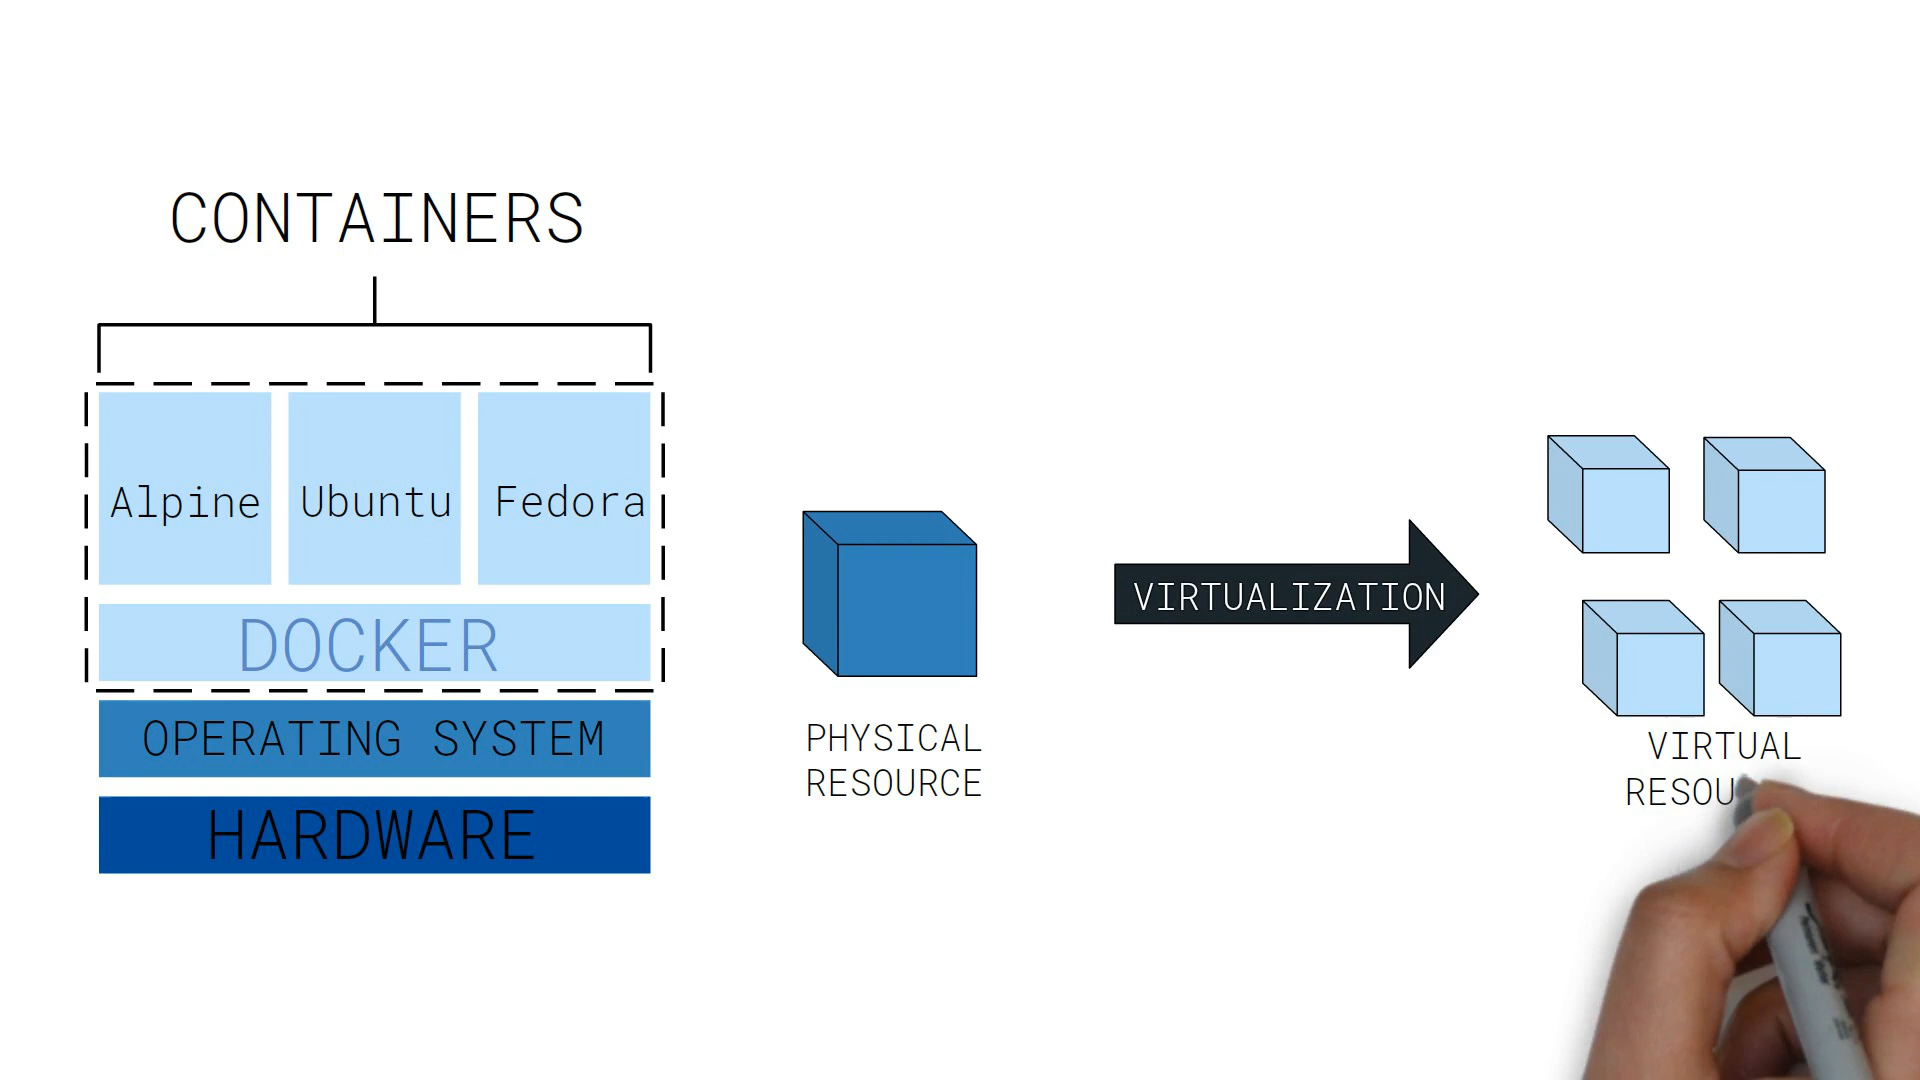 CONTAINERS
Alpine Ubuntu Fedora
DOCKER
OPERATING SYSTEM
HARDWARE
PHYSICAL
RESOURCE
VIRTUALIZATION
VIRTUAL
RESOU